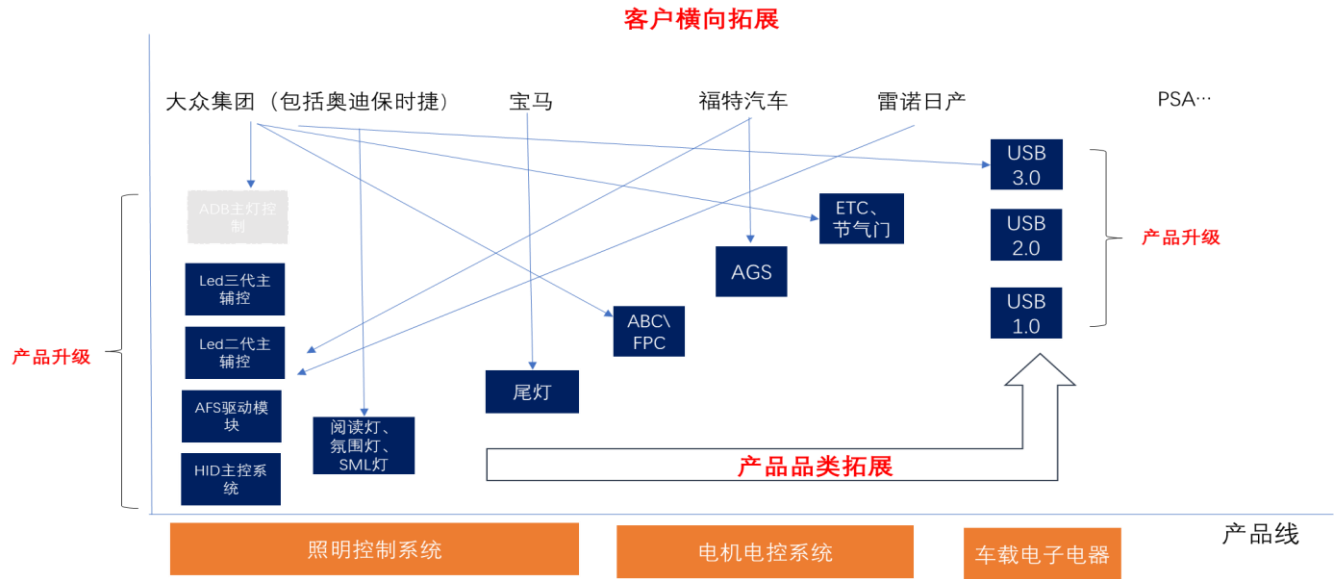 客户横向拓展
大众集团（包括奥迪保时捷）
宝马
福特汽车
雷诺日产
PSA…
ADB主灯控
制
Led三代主
辅控
Led二代主
辅控
AFS驱动模
块
HID主控系
统
产品升级
阅读灯、
氛围灯、
SML灯
尾灯
ABC\
FPC
AGS
ETC、
节气门
USB
3.0
USB
2.0
USB
1.0
产品升级
产品品类拓展
产品线
照明控制系统
电机电控系统
车载电子电器